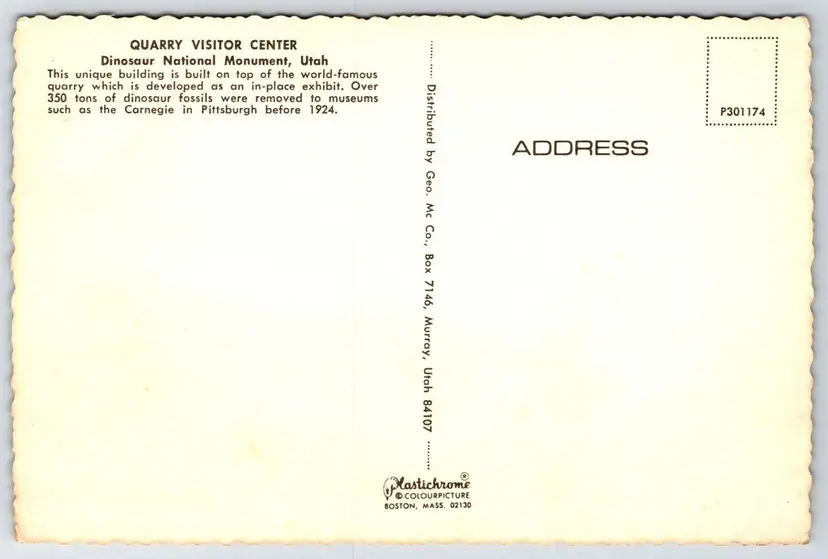 QUARRY VISITOR CENTER
Dinosaur National Monument, Utah
This unique building is built on top of the world-famous
quarry which is developed as an in-place exhibit. Over
350 tons of dinosaur fossils were removed to museums
such as the Carnegie in Pittsburgh before 1924.
Distributed by Geo. Mc Co., Box 7146, Murray, Utah 84107
P301174
ADDRESS
Plastichrome®
© COLOURPICTURE
BOSTON, MASS. 02130